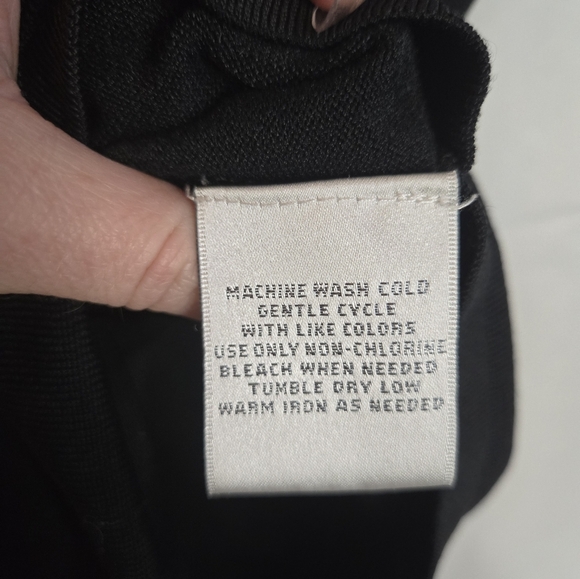 MACHINE WASH COLD
GENTLE CYCLE
WITH LIKE COLORS
USE ONLY NON-CHLORINE
BLEACH WHEN NEEDED
TUMBLE DRY LOW
WARM IRON AS NEEDED